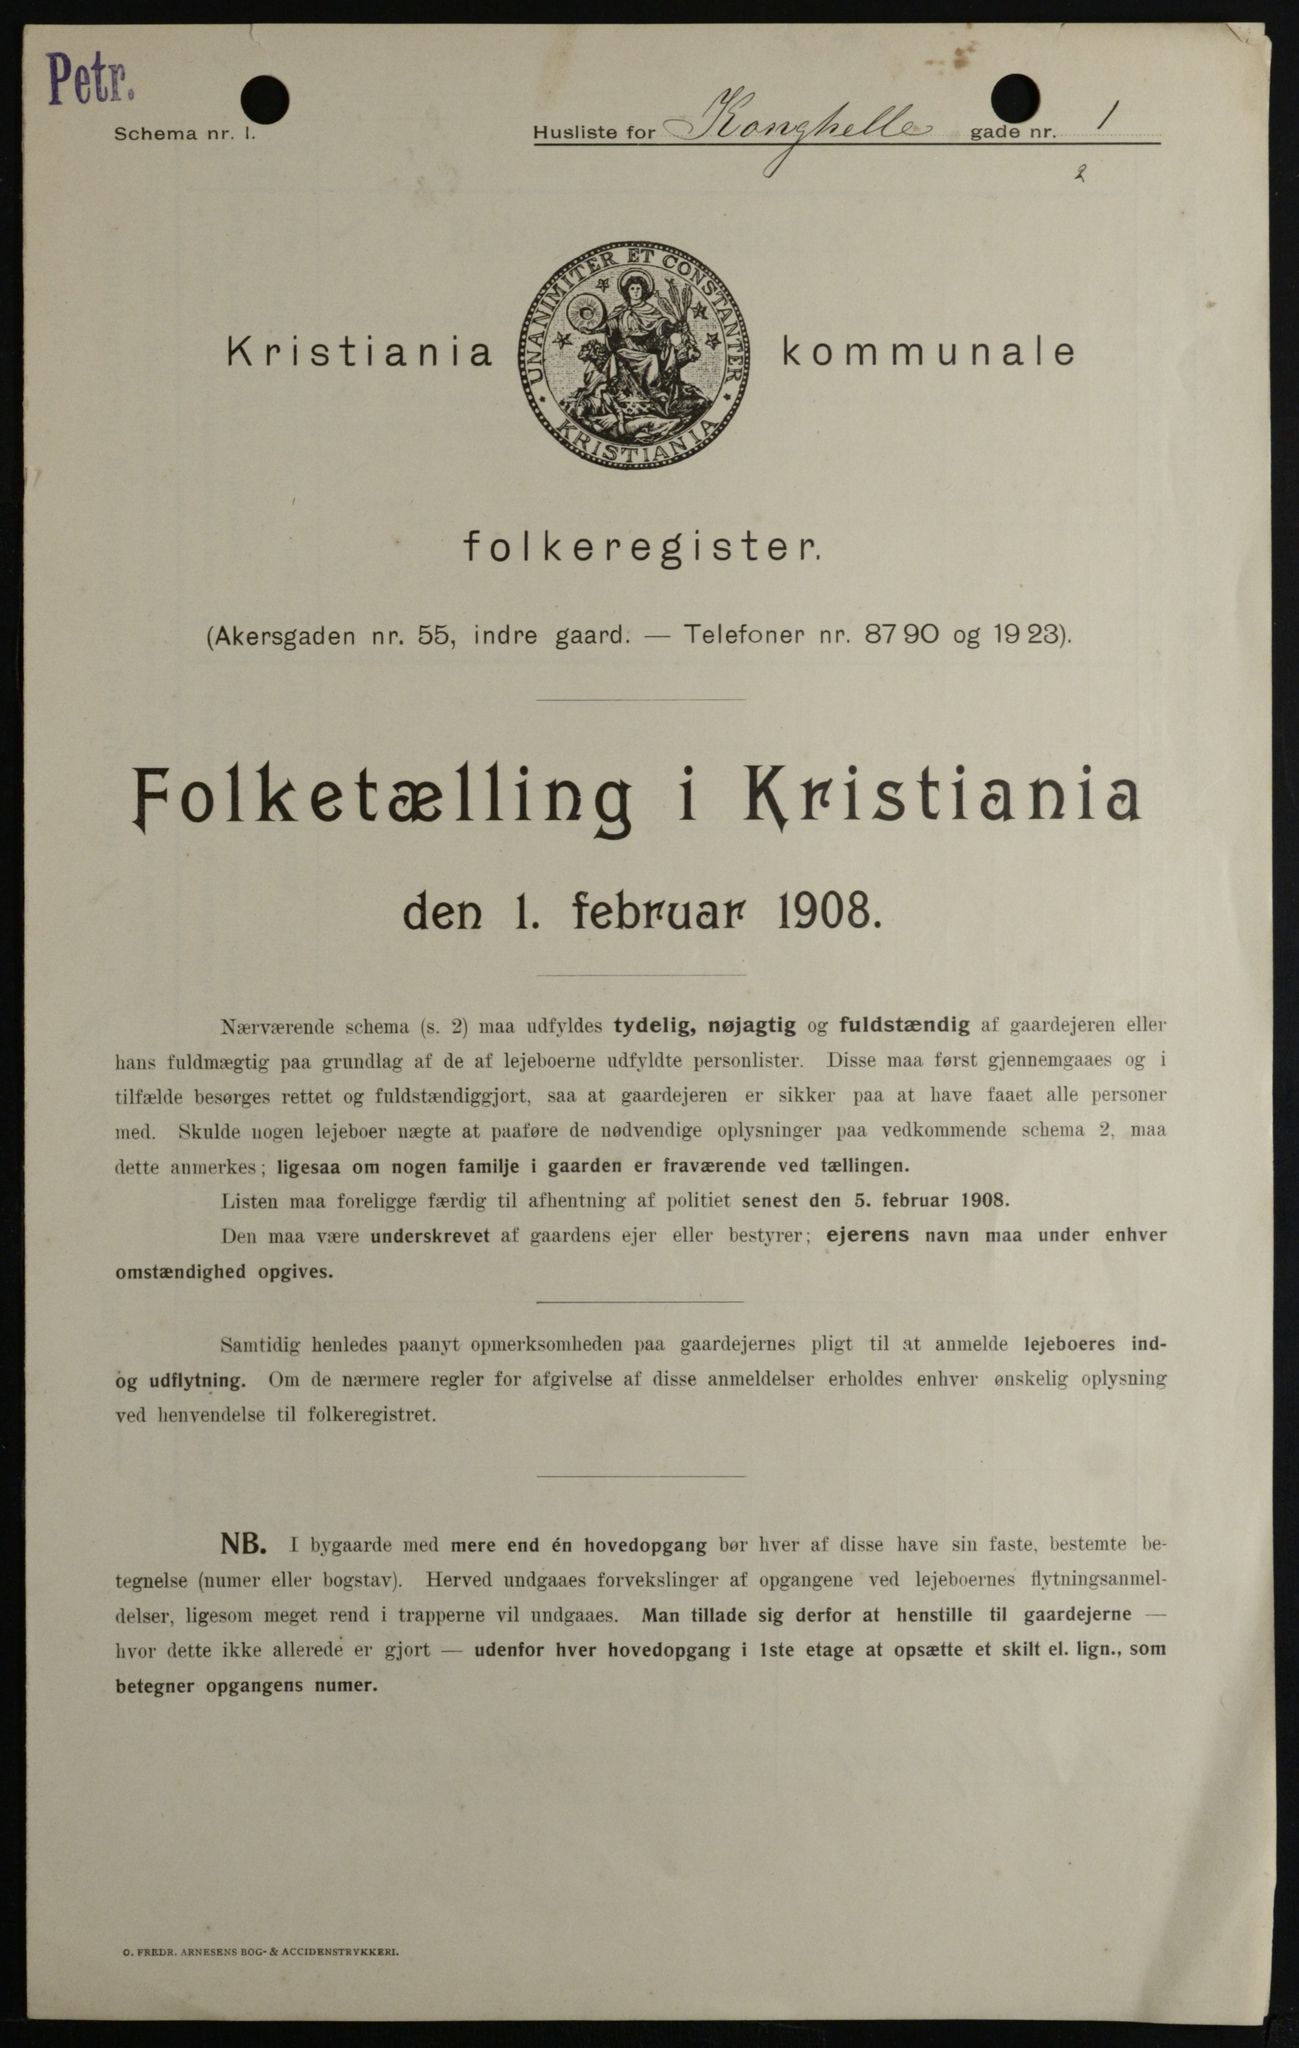 Petr.
Schema nr. 1.
Husliste for Konghelle gade nr. 1
2
UNANIMITER ET CONSTANTER
KRISTIANIA
Kristiania kommunale
folkeregister.
(Akersgaden nr. 55, indre gaard. — Telefoner nr. 87 90 og 19 23).
Folketælling i Kristiania
den 1. februar 1908.
Nærværende schema (s. 2) maa udfyldes tydelig, nøjagtig og fuldstændig af gaardejeren eller
hans fuldmægtig paa grundlag af de af lejeboerne udfyldte personlister. Disse maa først gjennemgaaes og i
tilfælde besørges rettet og fuldstændiggjort, saa at gaardejeren er sikker paa at have faaet alle personer
med. Skulde nogen lejeboer nægte at paaføre de nødvendige oplysninger paa vedkommende schema 2, maa
dette anmerkes; ligesaa om nogen familje i gaarden er fraværende ved tællingen.
Listen maa foreligge færdig til afhentning af politiet senest den 5. februar 1908.
Den maa være underskrevet af gaardens ejer eller bestyrer; ejerens navn maa under enhver
omstændighed opgives.
Samtidig henledes paanyt opmerksomheden paa gaardejernes pligt til at anmelde lejeboeres ind-
og udflytning. Om de nærmere regler for afgivelse af disse anmeldelser erholdes enhver ønskelig oplysning
ved henvendelse til folkeregistret.
NB. I bygaarde med mere end én hovedopgang bør hver af disse have sin faste, bestemte be-
tegnelse (numer eller bogstav). Herved undgaaes forvekslinger af opgangene ved lejeboernes flytningsanmel-
delser, ligesom meget rend i trapperne vil undgaaes. Man tillade sig derfor at henstille til gaardejerne —
hvor dette ikke allerede er gjort — udenfor hver hovedopgang i 1ste etage at opsætte et skilt el. lign., som
betegner opgangens numer.
O. FREDR. ARNESENS BOG- & ACCIDENSTRYKKERI.